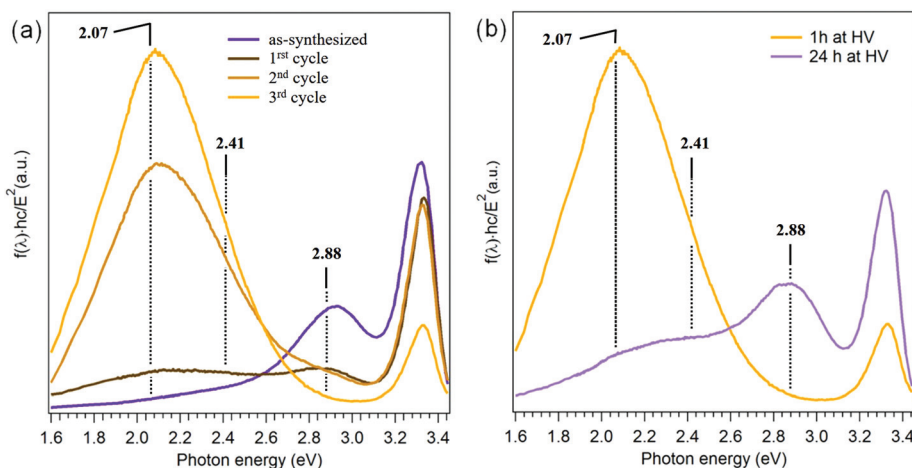 (a)
2.07
as-synthesized
1rst cycle
2nd cycle
3rd cycle
2.41
2.88
f(λ)·hc/E2(a.u.)
1.6 1.8 2.0 2.2 2.4 2.6 2.8 3.0 3.2 3.4
Photon energy (eV)
(b)
2.07
1h at HV
24 h at HV
2.41
2.88
f(λ)·hc/E2(a.u.)
1.6 1.8 2.0 2.2 2.4 2.6 2.8 3.0 3.2 3.4
Photon energy (eV)